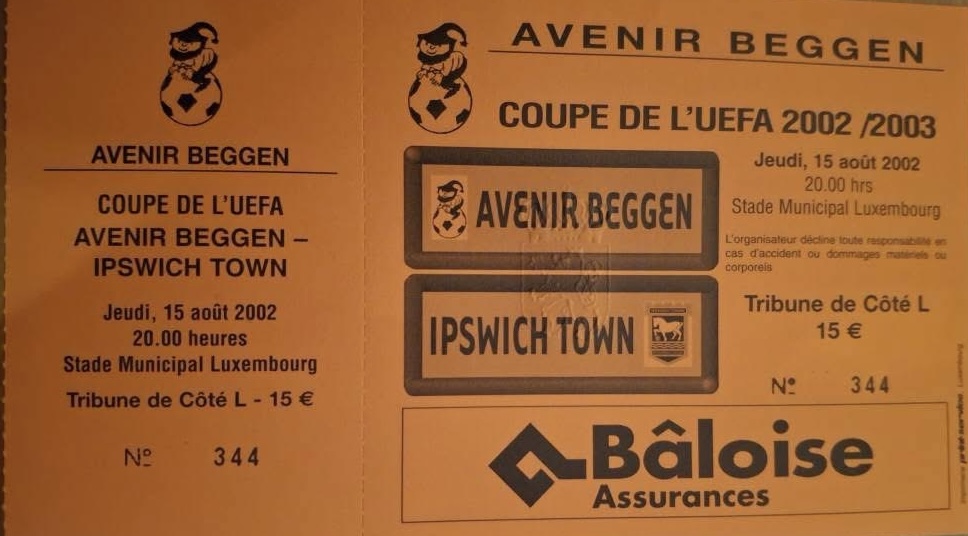 AVENIR BEGGEN
COUPE DE L'UEFA
AVENIR BEGGEN –
IPSWICH TOWN
Jeudi, 15 août 2002
20.00 heures
Stade Municipal Luxembourg
Tribune de Côté L - 15 €
Nº 344
AVENIR BEGGEN
COUPE DE L'UEFA 2002 /2003
AVENIR BEGGEN
IPSWICH TOWN
Jeudi, 15 août 2002
20.00 hrs
Stade Municipal Luxembourg
L'organisateur décline toute responsabilité en
cas d'accident ou dommages matériels ou
corporels
Tribune de Côté L
15 €
Nº 344
Bâloise
Assurances